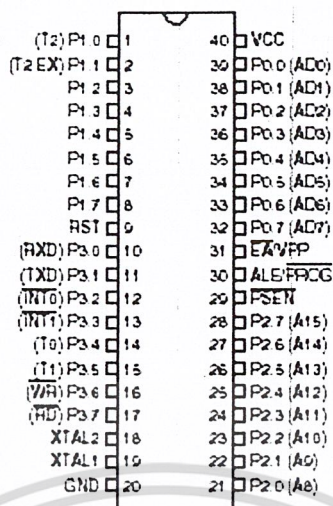 (T2) P1.0 1 40 VCC
(T2 EX) P1.1 2 39 P0.0 (AD0)
P1.2 3 38 P0.1 (AD1)
P1.3 4 37 P0.2 (AD2)
P1.4 5 36 P0.3 (AD3)
P1.5 6 35 P0.4 (AD4)
P1.6 7 34 P0.5 (AD5)
P1.7 8 33 P0.6 (AD6)
RST 9 32 P0.7 (AD7)
(RXD) P3.0 10 31 EA/VPP
(TXD) P3.1 11 30 ALE/PROG
(INT0) P3.2 12 29 PSEN
(INT1) P3.3 13 28 P2.7 (A15)
(T0) P3.4 14 27 P2.6 (A14)
(T1) P3.5 15 26 P2.5 (A13)
(WR) P3.6 16 25 P2.4 (A12)
(RD) P3.7 17 24 P2.3 (A11)
XTAL2 18 23 P2.2 (A10)
XTAL1 19 22 P2.1 (A9)
GND 20 21 P2.0 (A8)